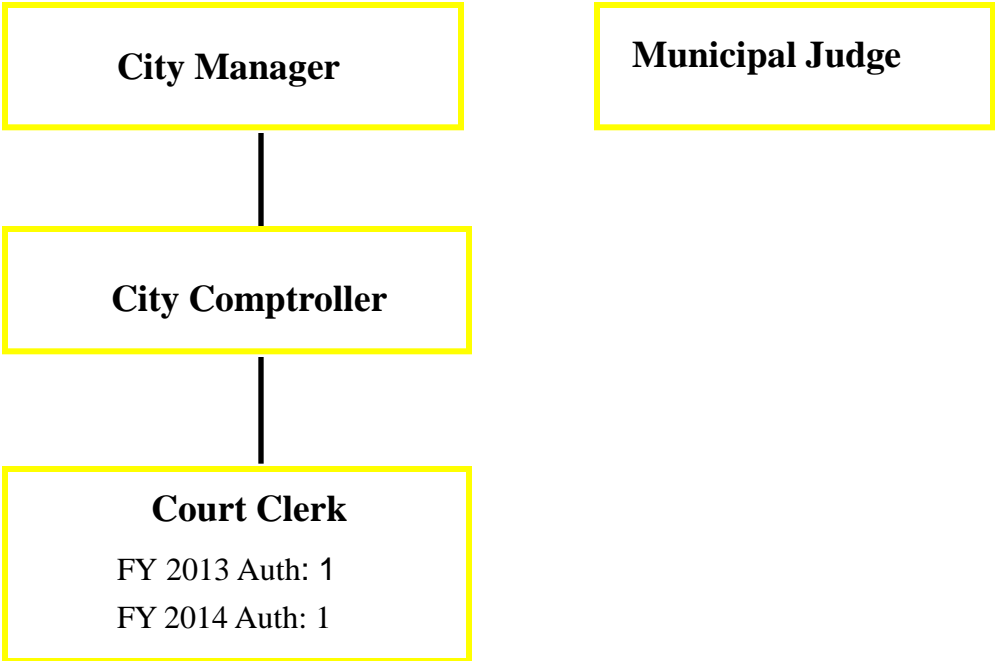 City Manager
Municipal Judge
City Comptroller
Court Clerk
FY 2013 Auth: 1
FY 2014 Auth: 1